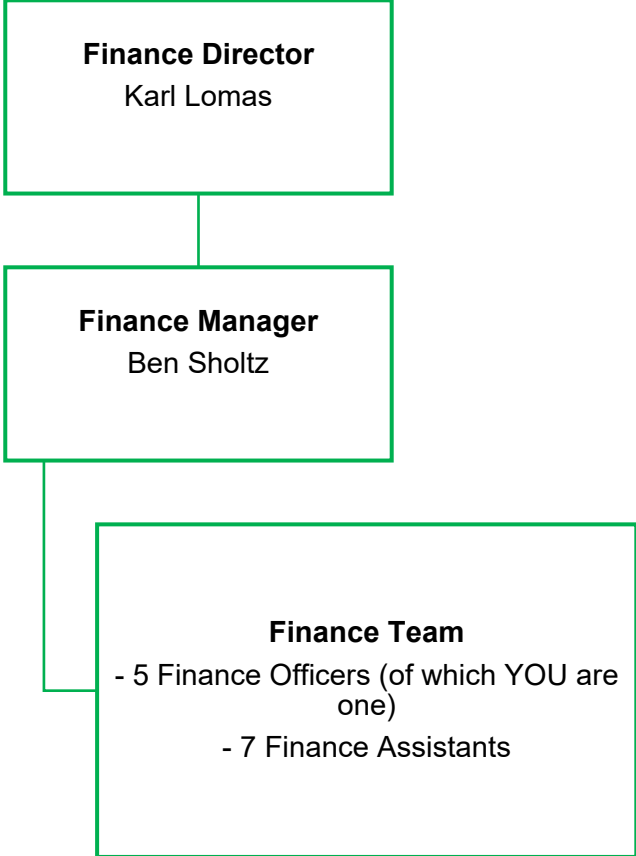 Finance Director
Karl Lomas
Finance Manager
Ben Sholtz
Finance Team
- 5 Finance Officers (of which YOU are
one)
- 7 Finance Assistants